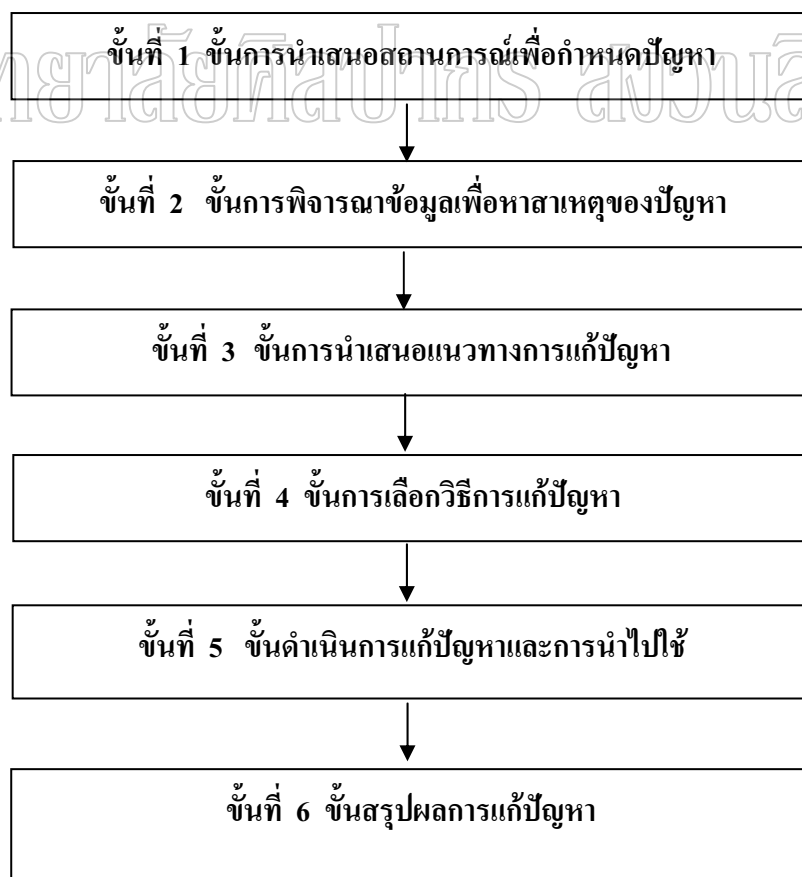 ขั้นที่ 1 ขั้นการนำเสนอสถานการณ์เพื่อกำหนดปัญหา
ขั้นที่ 2 ขั้นการพิจารณาข้อมูลเพื่อหาสาเหตุของปัญหา
ขั้นที่ 3 ขั้นการนำเสนอแนวทางการแก้ปัญหา
ขั้นที่ 4 ขั้นการเลือกวิธีการแก้ปัญหา
ขั้นที่ 5 ขั้นดำเนินการแก้ปัญหาและการนำไปใช้
ขั้นที่ 6 ขั้นสรุปผลการแก้ปัญหา